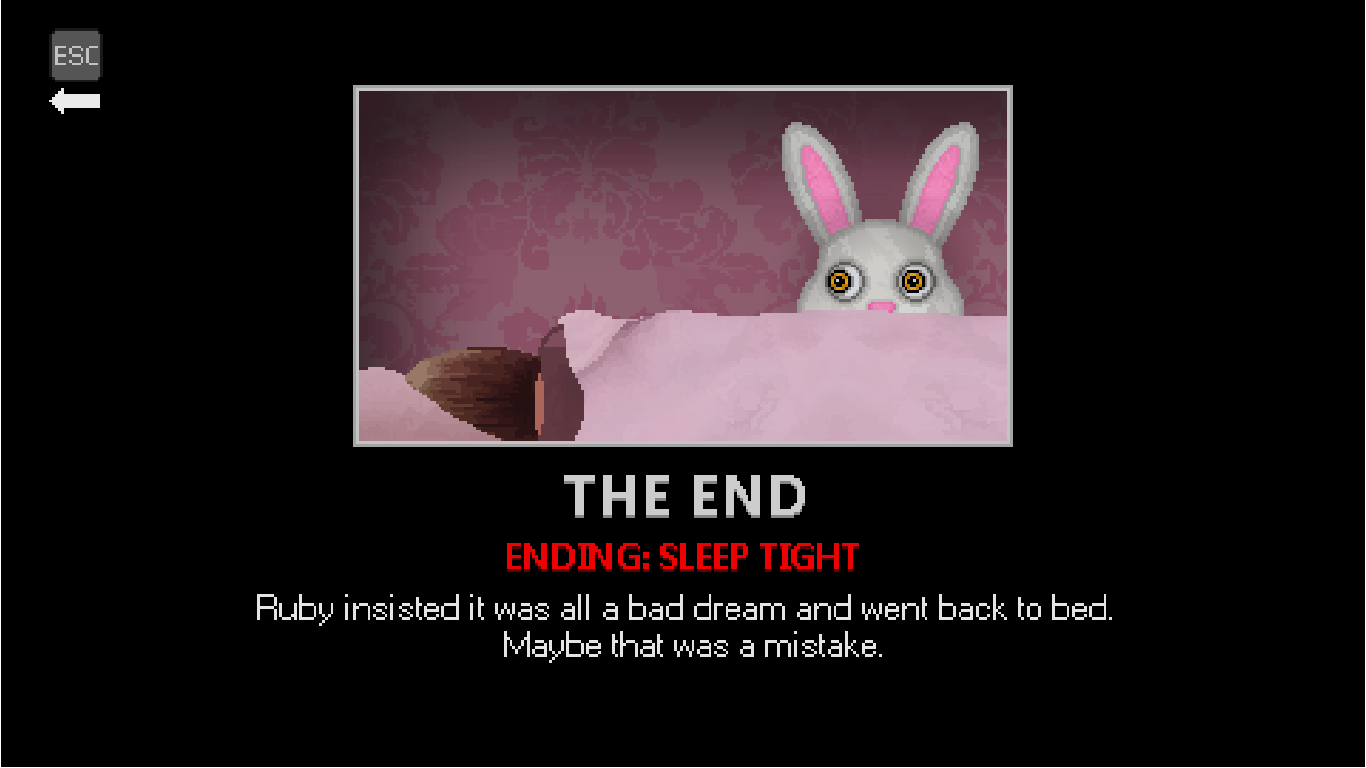 ESC
THE END
ENDING: SLEEP TIGHT
Ruby insisted it was all a bad dream and went back to bed.
Maybe that was a mistake.